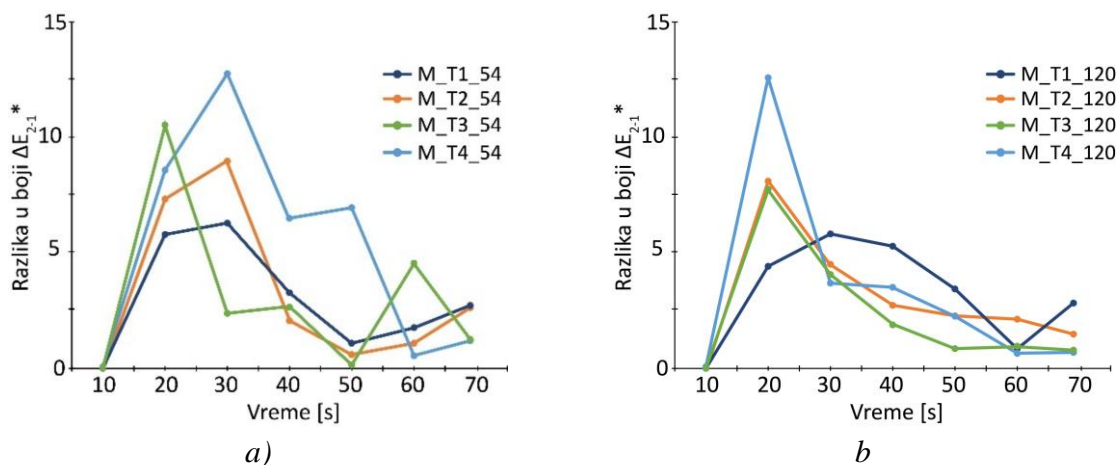 15
10
5
0
Razlika u boji ΔE2-1*
M_T1_54
M_T2_54
M_T3_54
M_T4_54
10 20 30 40 50 60 70
Vreme [s]
a)
15
10
5
0
Razlika u boji ΔE2-1*
M_T1_120
M_T2_120
M_T3_120
M_T4_120
10 20 30 40 50 60 70
Vreme [s]
b